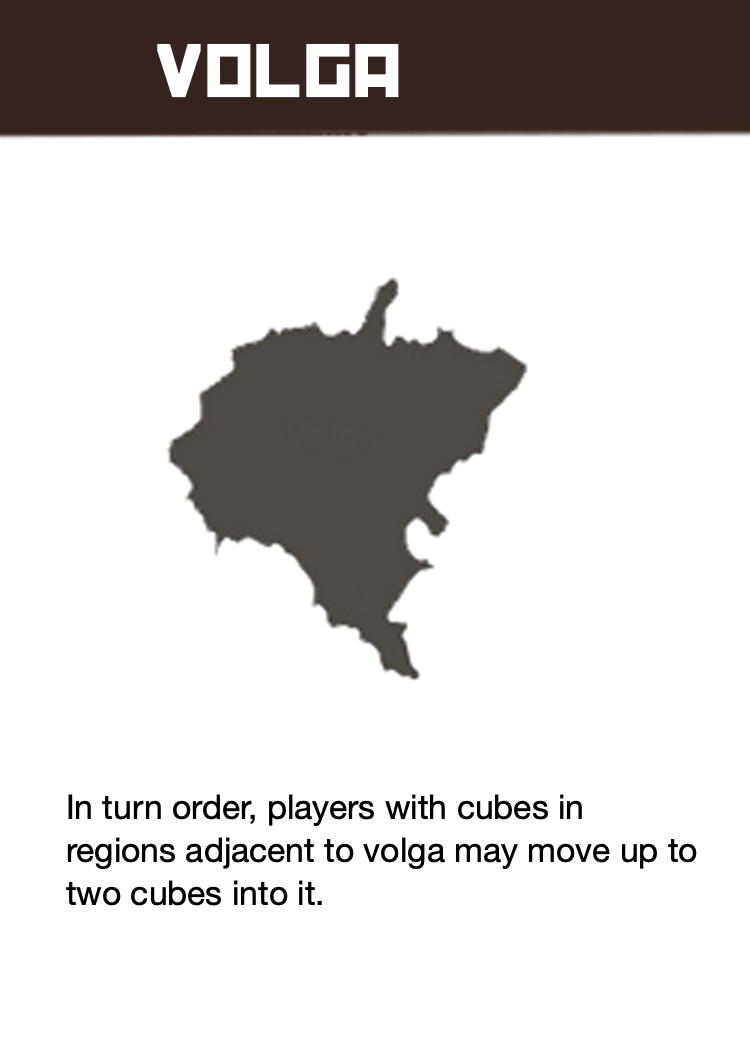 VOLGA
In turn order, players with cubes in
regions adjacent to volga may move up to
two cubes into it.